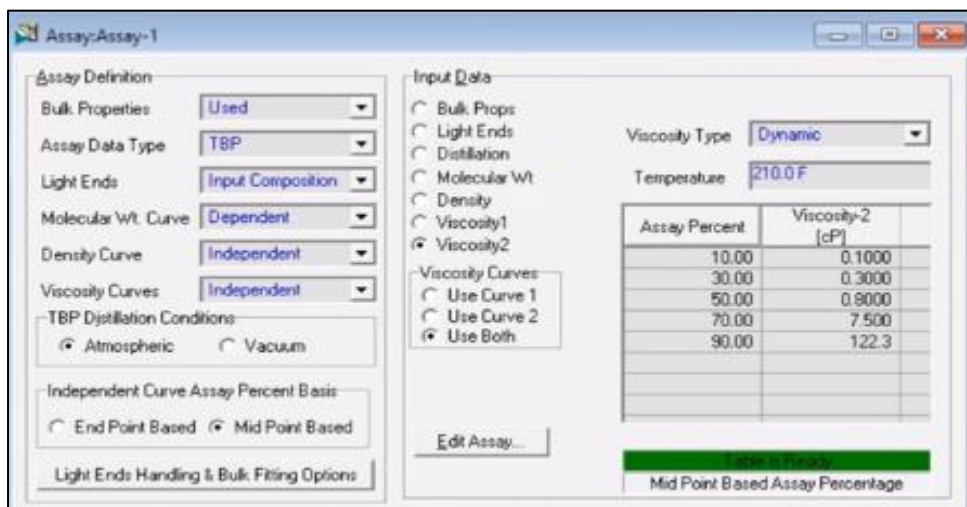 Assay:Assay-1
Assay Definition
Bulk Properties Used
Assay Data Type TBP
Light Ends Input Composition
Molecular Wt. Curve Dependent
Density Curve Independent
Viscosity Curves Independent
TBP Distillation Conditions
Atmospheric Vacuum
Independent Curve Assay Percent Basis
End Point Based Mid Point Based
Light Ends Handling & Bulk Fitting Options
Input Data
Bulk Props
Light Ends
Distillation
Molecular Wt
Density
Viscosity1
Viscosity2
Viscosity Curves
Use Curve 1
Use Curve 2
Use Both
Edit Assay...
Viscosity Type Dynamic
Temperature 210.0 F
Assay Percent Viscosity-2
[cP]
10.00 0.1000
30.00 0.3000
50.00 0.8000
70.00 7.500
90.00 122.3
Table is Ready
Mid Point Based Assay Percentage